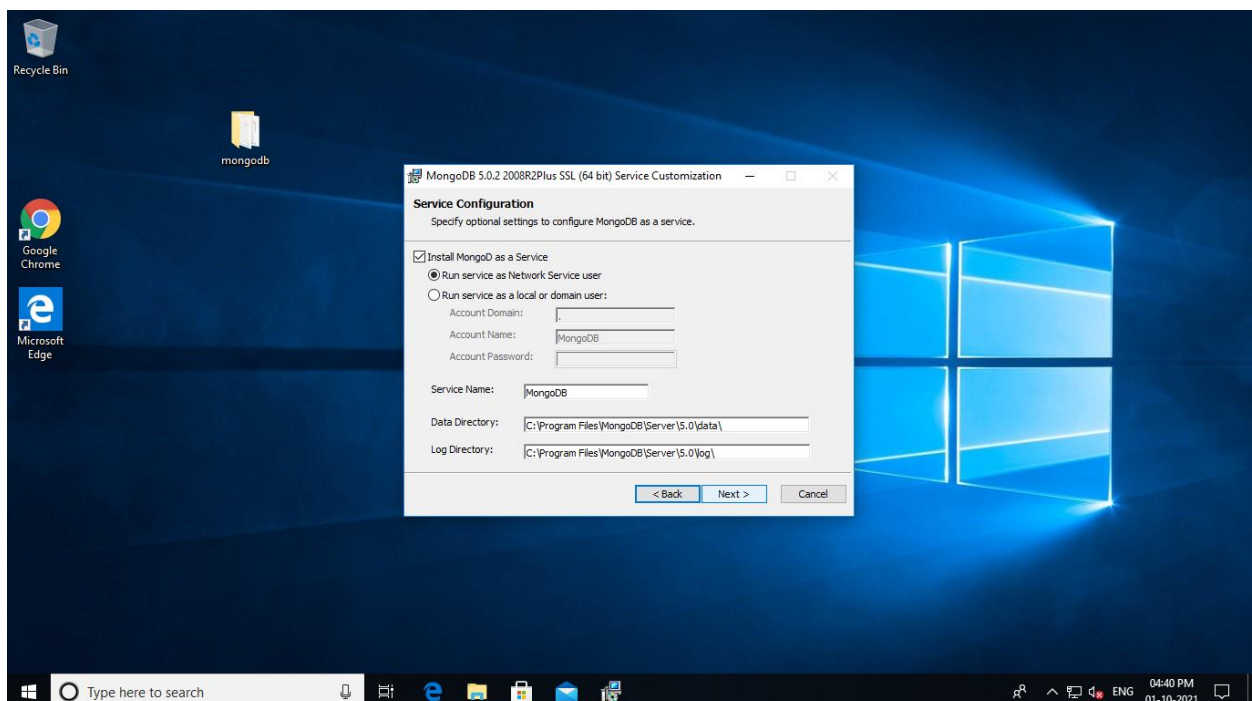 Recycle Bin
mongodb
Google
Chrome
Microsoft
Edge
MongoDB 5.0.2 2008R2Plus SSL (64 bit) Service Customization
Service Configuration
Specify optional settings to configure MongoDB as a service.
Install MongoD as a Service
Run service as Network Service user
Run service as a local or domain user:
Account Domain: .
Account Name: MongoDB
Account Password:
Service Name: MongoDB
Data Directory: C:\Program Files\MongoDB\Server\5.0\data\
Log Directory: C:\Program Files\MongoDB\Server\5.0\log\
< Back Next > Cancel
Type here to search
ENG
04:40 PM
01-10-2021